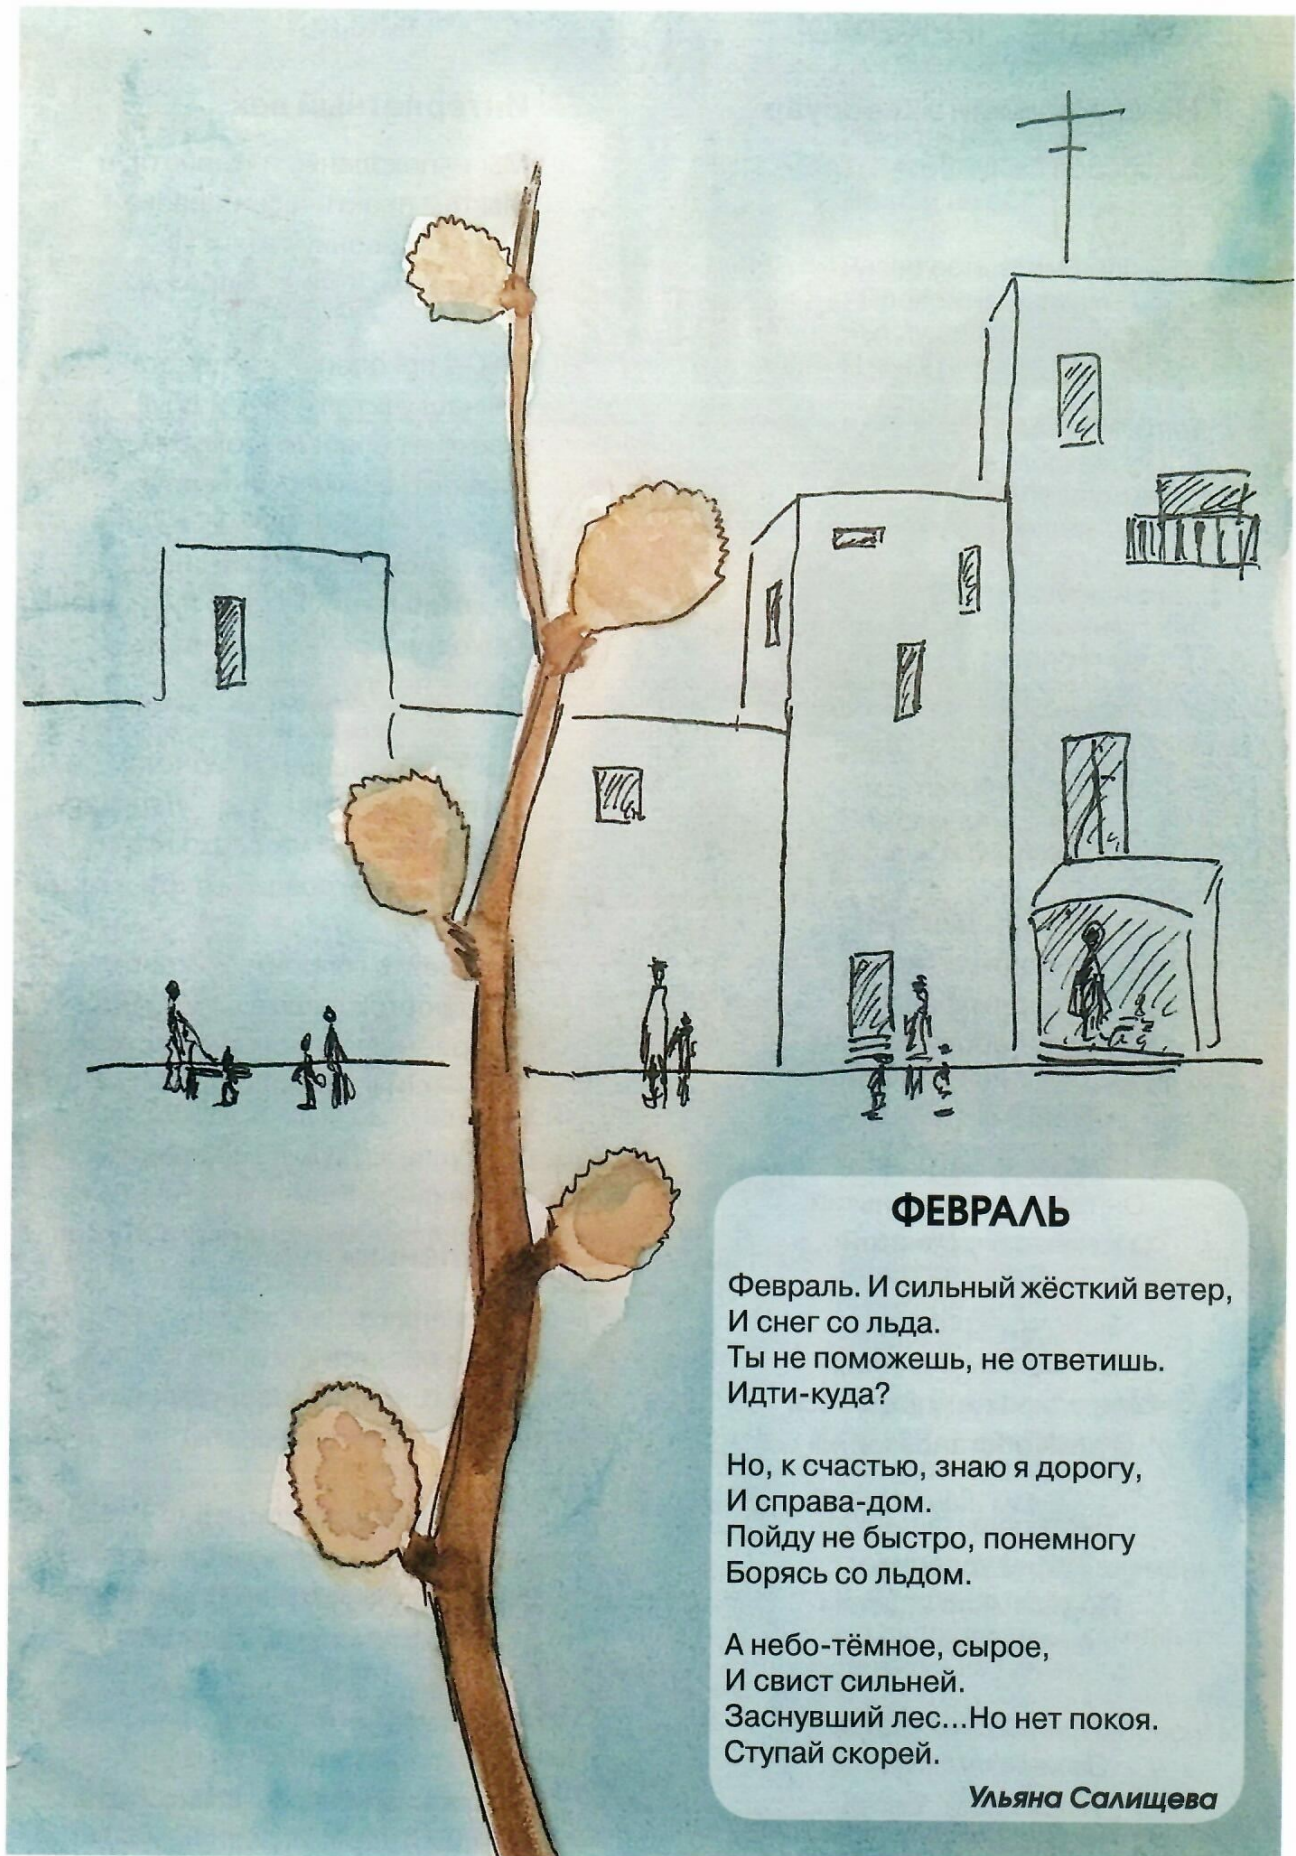 ФЕВРАЛЬ
Февраль. И сильный жёсткий ветер,
И снег со льда.
Ты не поможешь, не ответишь.
Идти-куда?
Но, к счастью, знаю я дорогу,
И справа-дом.
Пойду не быстро, понемногу
Борясь со льдом.
А небо-тёмное, сырое,
И свист сильней.
Заснувший лес...Но нет покоя.
Ступай скорей.
Ульяна Салищева